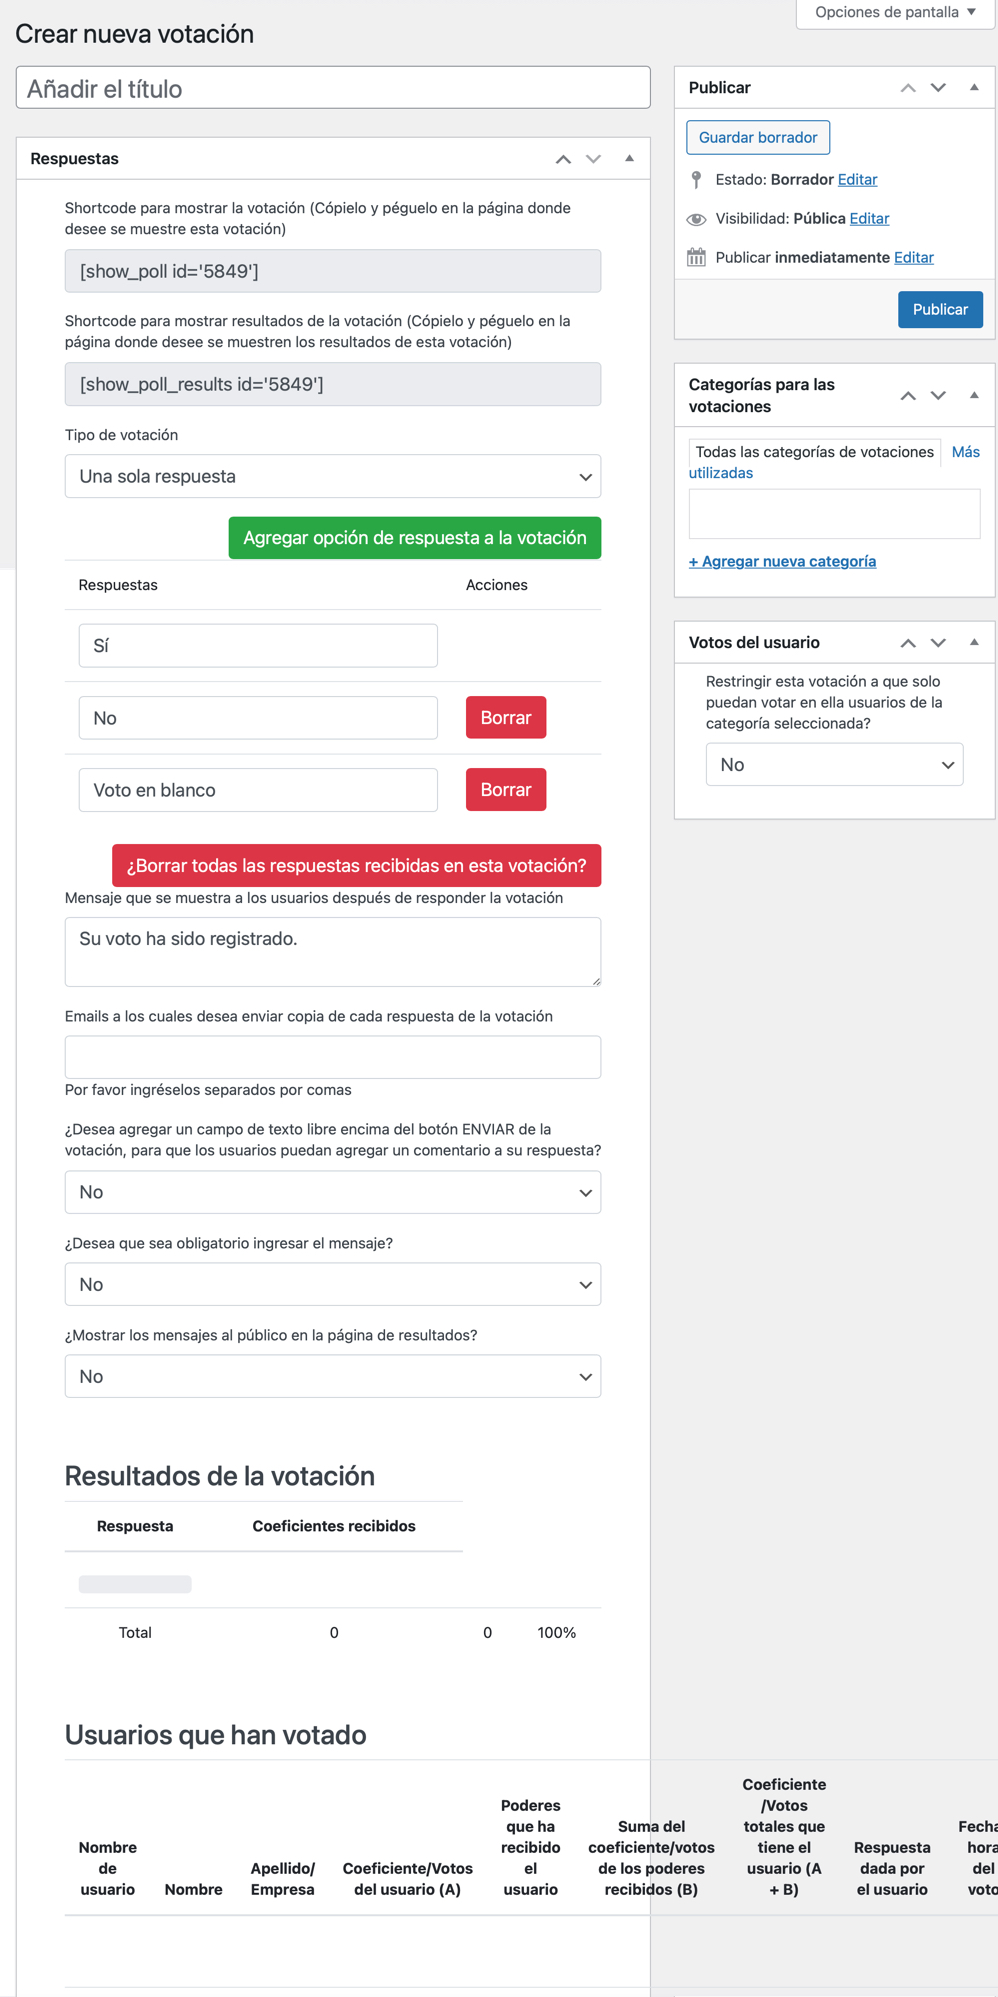 Opciones de pantalla
Crear nueva votación
Añadir el título
Respuestas
Shortcode para mostrar la votación (Cópielo y péguelo en la página donde
desee se muestre esta votación)
[show_poll id='5849']
Shortcode para mostrar resultados de la votación (Cópielo y péguelo en la
página donde desee se muestren los resultados de esta votación)
[show_poll_results id='5849']
Tipo de votación
Una sola respuesta
Agregar opción de respuesta a la votación
Respuestas Acciones
Sí
No Borrar
Voto en blanco Borrar
¿Borrar todas las respuestas recibidas en esta votación?
Mensaje que se muestra a los usuarios después de responder la votación
Su voto ha sido registrado.
Emails a los cuales desea enviar copia de cada respuesta de la votación
Por favor ingréselos separados por comas
¿Desea agregar un campo de texto libre encima del botón ENVIAR de la
votación, para que los usuarios puedan agregar un comentario a su respuesta?
No
¿Desea que sea obligatorio ingresar el mensaje?
No
¿Mostrar los mensajes al público en la página de resultados?
No
Resultados de la votación
Respuesta Coeficientes recibidos
Total 0 0 100%
Usuarios que han votado
Nombre
de
usuario
Nombre
Apellido/
Empresa
Coeficiente/Votos
del usuario (A)
Poderes
que ha
recibido
el
usuario
Suma del
coeficiente/votos
de los poderes
recibidos (B)
Coeficiente
/Votos
totales que
tiene el
usuario (A
+ B)
Respuesta
dada por
el usuario
Fecha
hora
del
voto
Publicar
Guardar borrador
Estado: Borrador Editar
Visibilidad: Pública Editar
Publicar inmediatamente Editar
Publicar
Categorías para las
votaciones
Todas las categorías de votaciones Más
utilizadas
+ Agregar nueva categoría
Votos del usuario
Restringir esta votación a que solo
puedan votar en ella usuarios de la
categoría seleccionada?
No